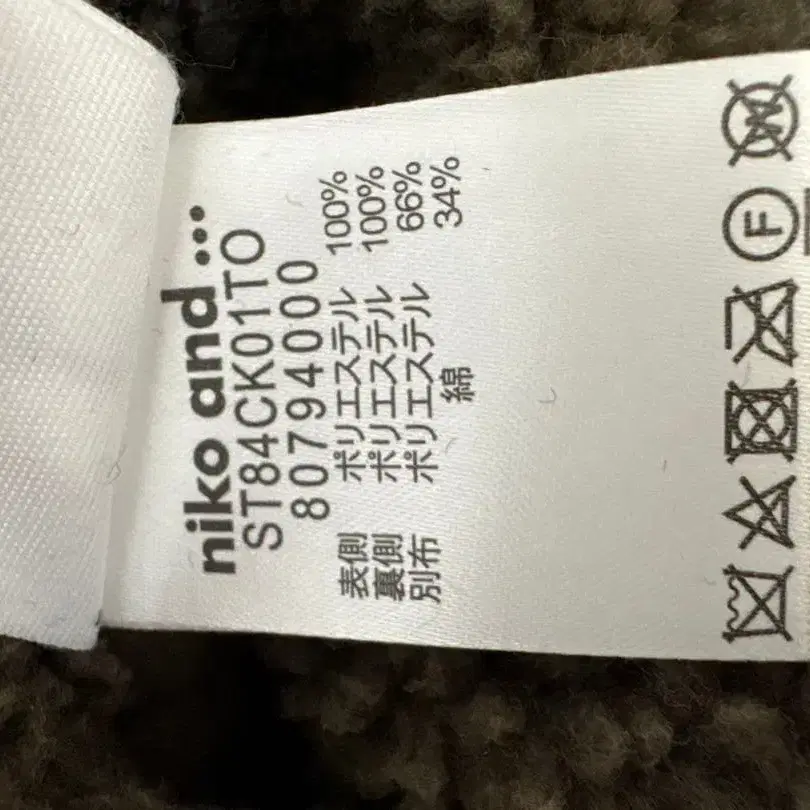 niko and ...
ST84CK01TO
80794000
表側 ポリエステル 100%
裏側 ポリエステル 100%
別布 ポリエステル 66%
綿 34%
W
F